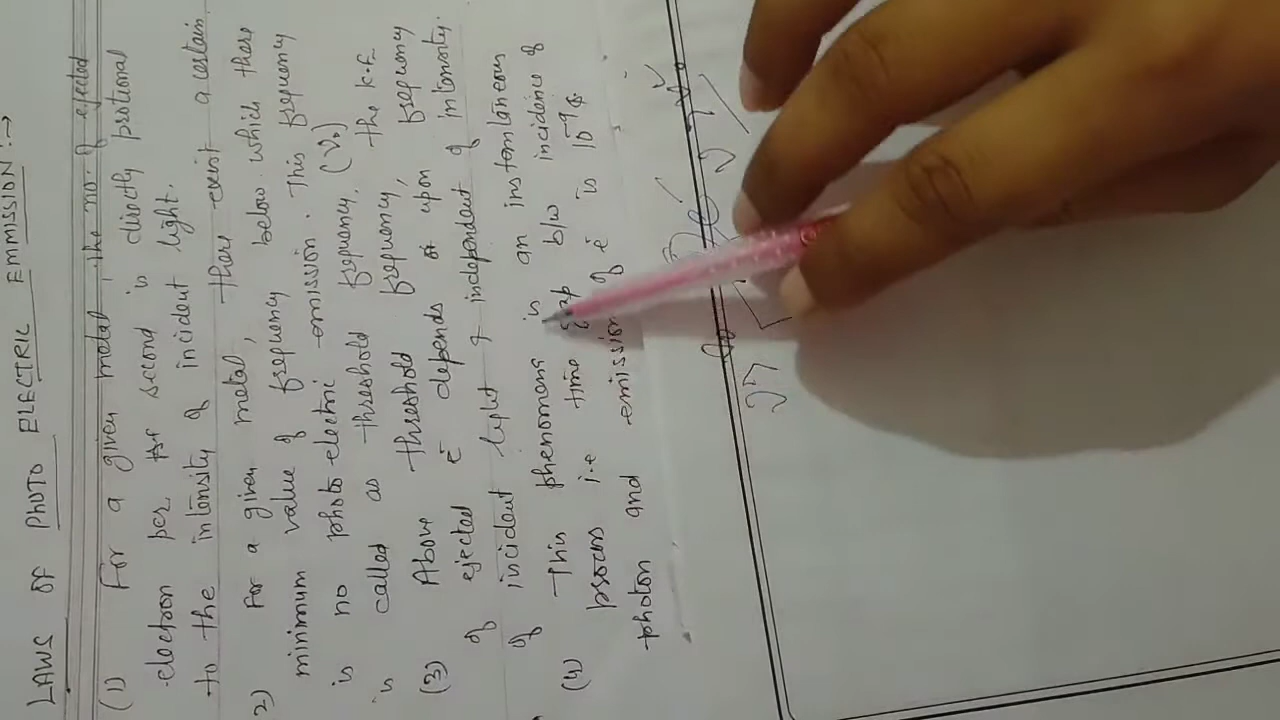 LAWS OF PHOTO ELECTRIC EMMISSION :→
(1) For a given metal, the no. of ejected
electron per second is directly protional
to the intensity of incident light.
2) For a given metal, there exist a certain
minimum value of frequency below which there
is no photo electric emission. This frequency
is called as threshold frequency. (ν₀)
(3) Above threshold frequency, the K.E
of ejected e⁻ depends upon frequency
of incident light & independent of intensity.
(4) This phenomena is an instantaneous
process i.e time gap b/w incidence of
photon and emission of e⁻ is 10⁻⁹ s.